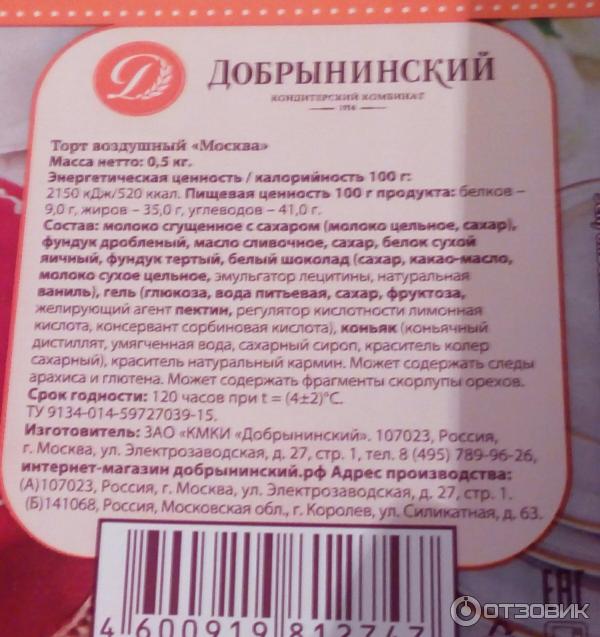 ДОБРЫНИНСКИЙ
КОНДИТЕРСКИЙ КОМБИНАТ
Торт воздушный «Москва»
Масса нетто: 0,5 кг.
Энергетическая ценность / калорийность 100 г:
2150 кДж/520 ккал. Пищевая ценность 100 г продукта: белков –
9,0 г, жиров – 35,0 г, углеводов – 41,0 г.
Состав: молоко сгущенное с сахаром (молоко цельное, сахар),
фундук дробленый, масло сливочное, сахар, белок сухой
яичный, фундук тертый, белый шоколад (сахар, какао-масло,
молоко сухое цельное, эмульгатор лецитины, натуральная
ваниль), гель (глюкоза, вода питьевая, сахар, фруктоза,
желирующий агент пектин, регулятор кислотности лимонная
кислота, консервант сорбиновая кислота), коньяк (коньячный
дистиллят, умягченная вода, сахарный сироп, краситель колер
сахарный), краситель натуральный кармин. Может содержать следы
арахиса и глютена. Может содержать фрагменты скорлупы орехов.
Срок годности: 120 часов при t = (4±2)°С.
ТУ 9134-014-59727039-15.
Изготовитель: ЗАО «КМКИ «Добрынинский». 107023, Россия,
г. Москва, ул. Электрозаводская, д. 27, стр. 1, тел. 8 (495) 789-96-26,
интернет-магазин добрынинский.рф Адрес производства:
(А)107023, Россия, г. Москва, ул. Электрозаводская, д. 27, стр. 1.
(Б)141068, Россия, Московская обл., г. Королев, ул. Силикатная, д. 63.
4 600919 812747
ЕАС
ОТЗОВИК